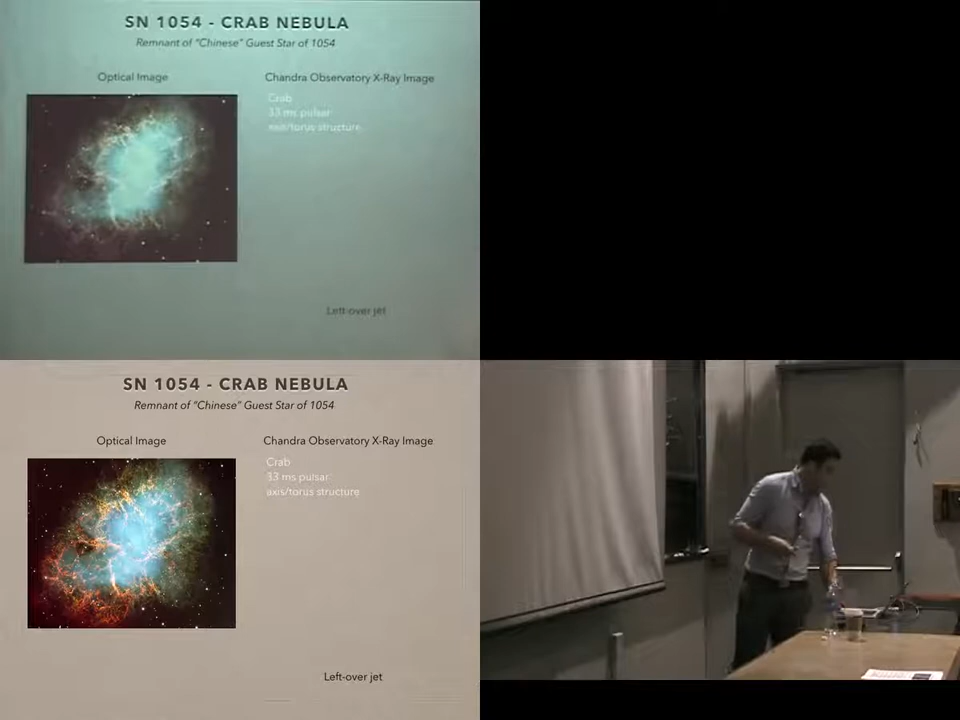 SN 1054 - CRAB NEBULA
Remnant of "Chinese" Guest Star of 1054
Optical Image
Chandra Observatory X-Ray Image
Crab
33 ms pulsar
axis/torus structure
Left-over jet
SN 1054 - CRAB NEBULA
Remnant of "Chinese" Guest Star of 1054
Optical Image
Chandra Observatory X-Ray Image
Crab
33 ms pulsar
axis/torus structure
Left-over jet